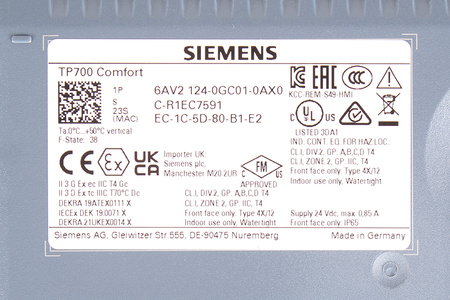 SIEMENS
TP700 Comfort
1P 6AV2 124-0GC01-0AX0
S C-R1EC7591
23S (MAC) EC-1C-5D-80-B1-E2
KCC-REM-S49-HMI
Ta:0°C...+50°C vertical
F-State: 38
LISTED 3DA1
IND. CONT. EQ. FOR HAZ.LOC.
CL I, DIV 2, GP. A,B,C,D T4
CL I, ZONE 2, GP. IIC, T4
Front face only: Type 4X/12
Indoor use only, Watertight
CE Ex UK CA
Importer UK:
Siemens plc,
Manchester M20 2UR
FM
APPROVED
II 3 G Ex ec IIC T4 Gc
II 3 D Ex tc IIIC T70°C Dc
DEKRA 19ATEX0111 X
IECEx DEK 19.0071 X
DEKRA 21UKEX0014 X
CL I, DIV 2, GP. A,B,C,D T4
CL I, ZONE 2, GP. IIC, T4
Front face only: Type 4X/12
Indoor use only, Watertight
Supply 24 Vdc, max. 0,85 A
Front face only: IP65
Siemens AG, Gleiwitzer Str.555, DE-90475 Nuremberg
Made in Germany